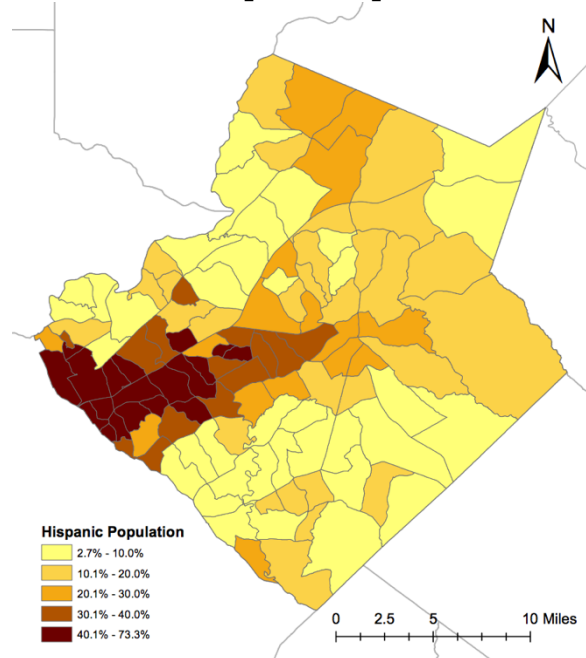 N
Hispanic Population
2.7% - 10.0%
10.1% - 20.0%
20.1% - 30.0%
30.1% - 40.0%
40.1% - 73.3%
0 2.5 5 10 Miles